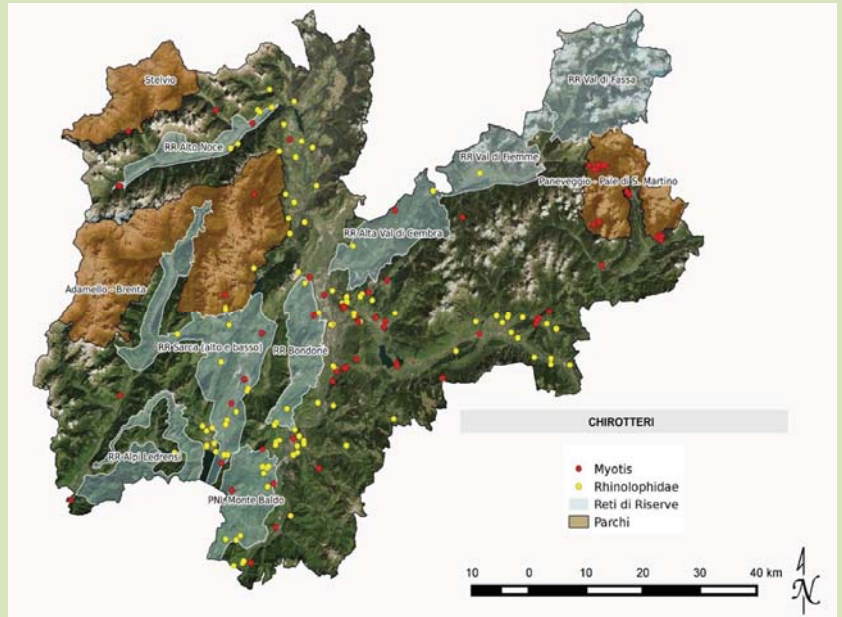 Stelvio
RR Val di Fassa
RR Alto Noce
RR Val di Fiemme
Paneveggio - Pale di S. Martino
RR Alta Val di Cembra
Adamello - Brenta
RR Sarca (alto e basso)
RR Bondone
RR Alpi Ledrensi
PNL Monte Baldo
CHIROTTERI
Myotis
Rhinolophidae
Reti di Riserve
Parchi
10 0 10 20 30 40 km
N